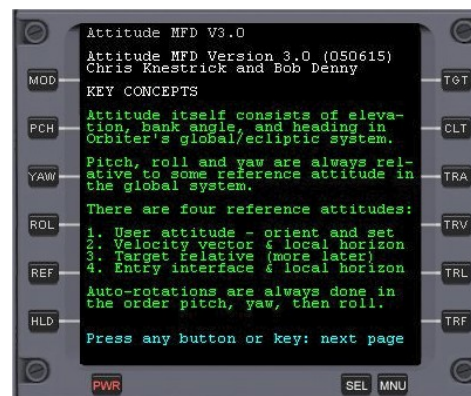 Attitude MFD V3.0
Attitude MFD Version 3.0 (050615)
Chris Knestrick and Bob Denny
KEY CONCEPTS
Attitude itself consists of eleva-
tion, bank angle, and heading in
Orbiter's global/ecliptic system.
Pitch, roll and yaw are always rel-
ative to some reference attitude in
the global system.
There are four reference attitudes:
1. User attitude - orient and set
2. Velocity vector & local horizon
3. Target relative (more later)
4. Entry interface & local horizon
Auto-rotations are always done in
the order pitch, yaw, then roll.
Press any button or key: next page
MOD
PCH
YAW
ROL
REF
HLD
TGT
CLT
TRA
TRV
TRL
TRF
PWR
SEL MNU